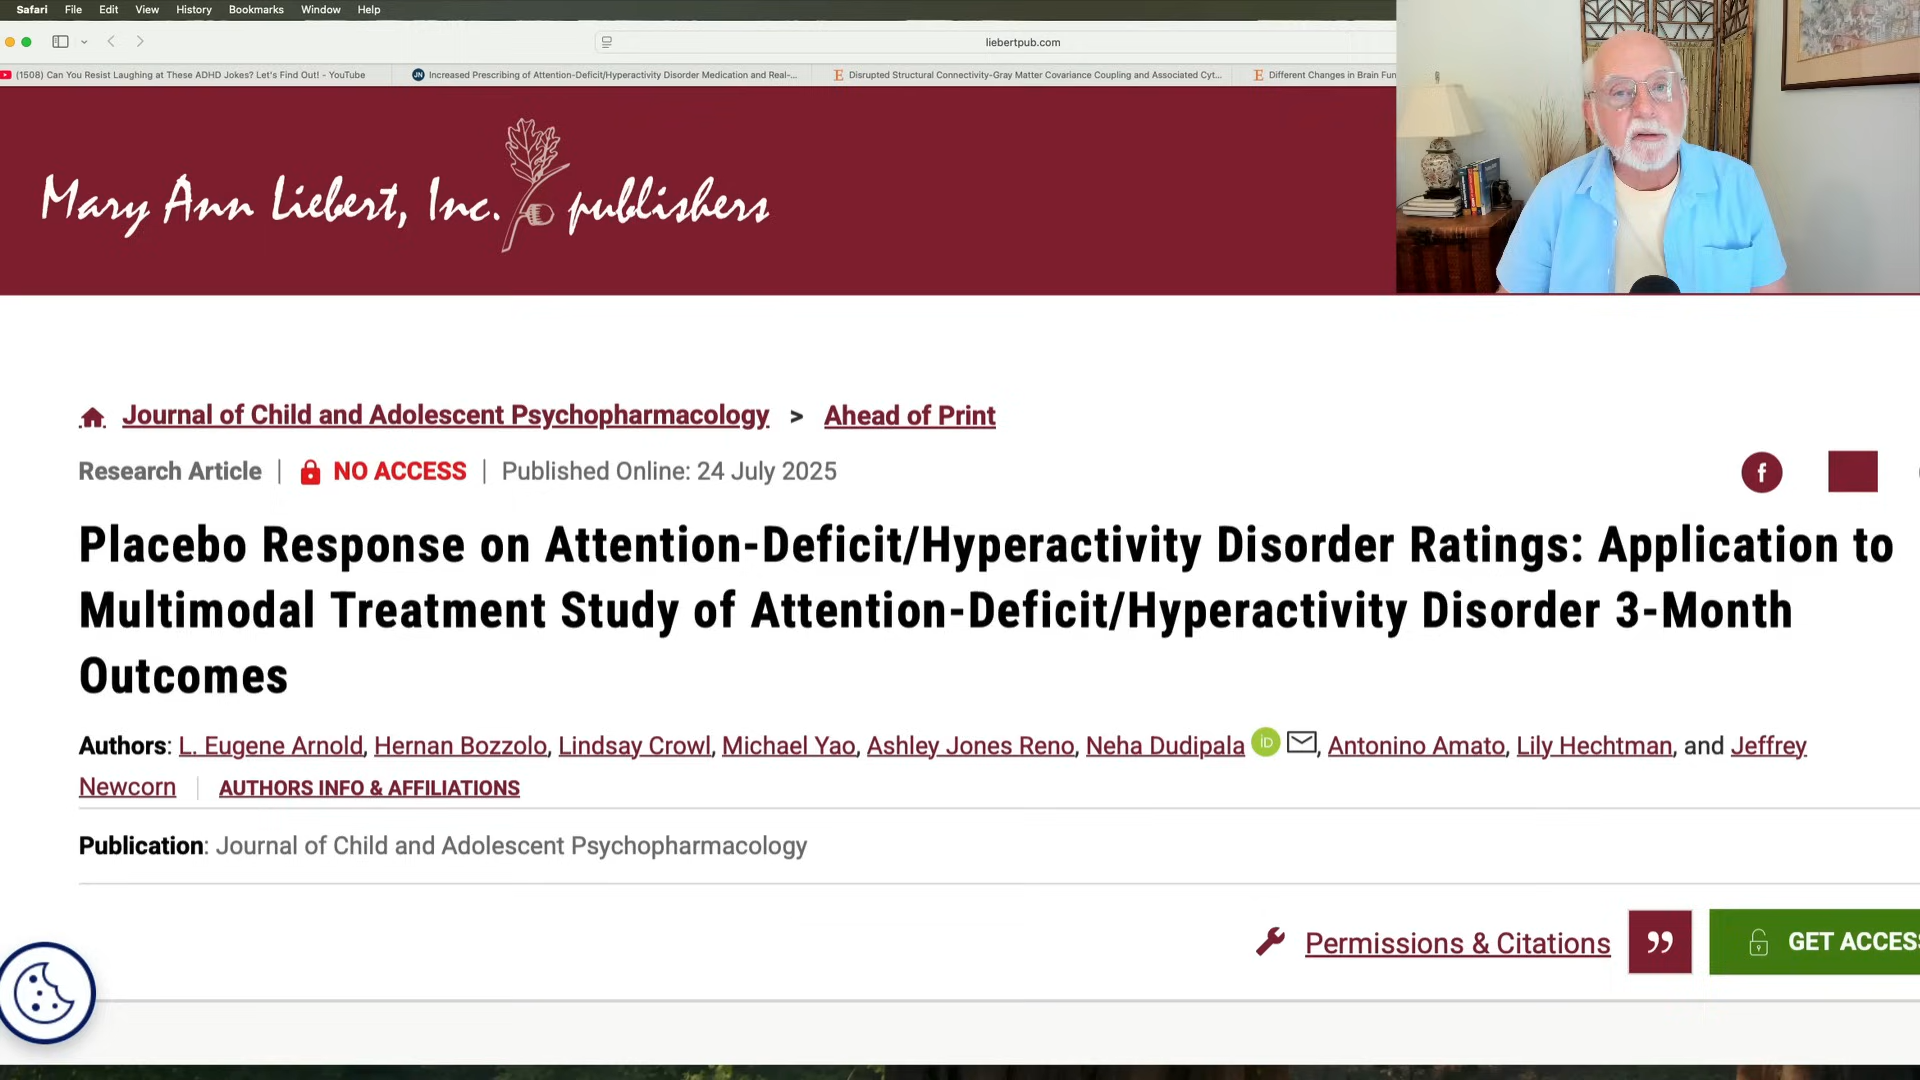 Safari File Edit View History Bookmarks Window Help
liebertpub.com
(1508) Can You Resist Laughing at These ADHD Jokes? Let's Find Out! - YouTube
JN Increased Prescribing of Attention-Deficit/Hyperactivity Disorder Medication and Real-...
E Disrupted Structural Connectivity-Gray Matter Covariance Coupling and Associated Cyt...
E Different Changes in Brain Fun
Mary Ann Liebert, Inc. publishers
Journal of Child and Adolescent Psychopharmacology > Ahead of Print
Research Article | NO ACCESS | Published Online: 24 July 2025
f
Placebo Response on Attention-Deficit/Hyperactivity Disorder Ratings: Application to
Multimodal Treatment Study of Attention-Deficit/Hyperactivity Disorder 3-Month
Outcomes
Authors: L. Eugene Arnold, Hernan Bozzolo, Lindsay Crowl, Michael Yao, Ashley Jones Reno, Neha Dudipala iD, Antonino Amato, Lily Hechtman, and Jeffrey
Newcorn | AUTHORS INFO & AFFILIATIONS
Publication: Journal of Child and Adolescent Psychopharmacology
Permissions & Citations ” GET ACCESS